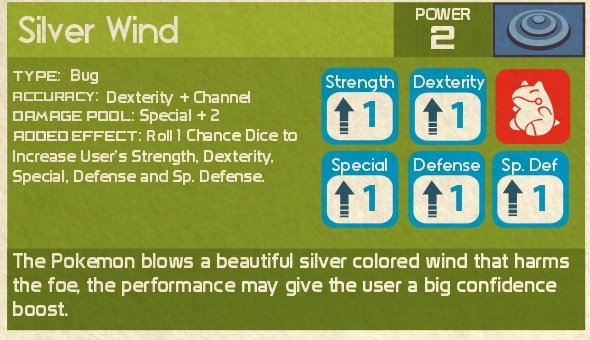 Silver Wind
POWER
2
TYPE: Bug
ACCURACY: Dexterity + Channel
DAMAGE POOL: Special + 2
ADDED EFFECT: Roll 1 Chance Dice to
Increase User's Strength, Dexterity,
Special, Defense and Sp. Defense.
Strength Dexterity
1 1
Special Defense Sp. Def
1 1 1
The Pokemon blows a beautiful silver colored wind that harms
the foe, the performance may give the user a big confidence
boost.